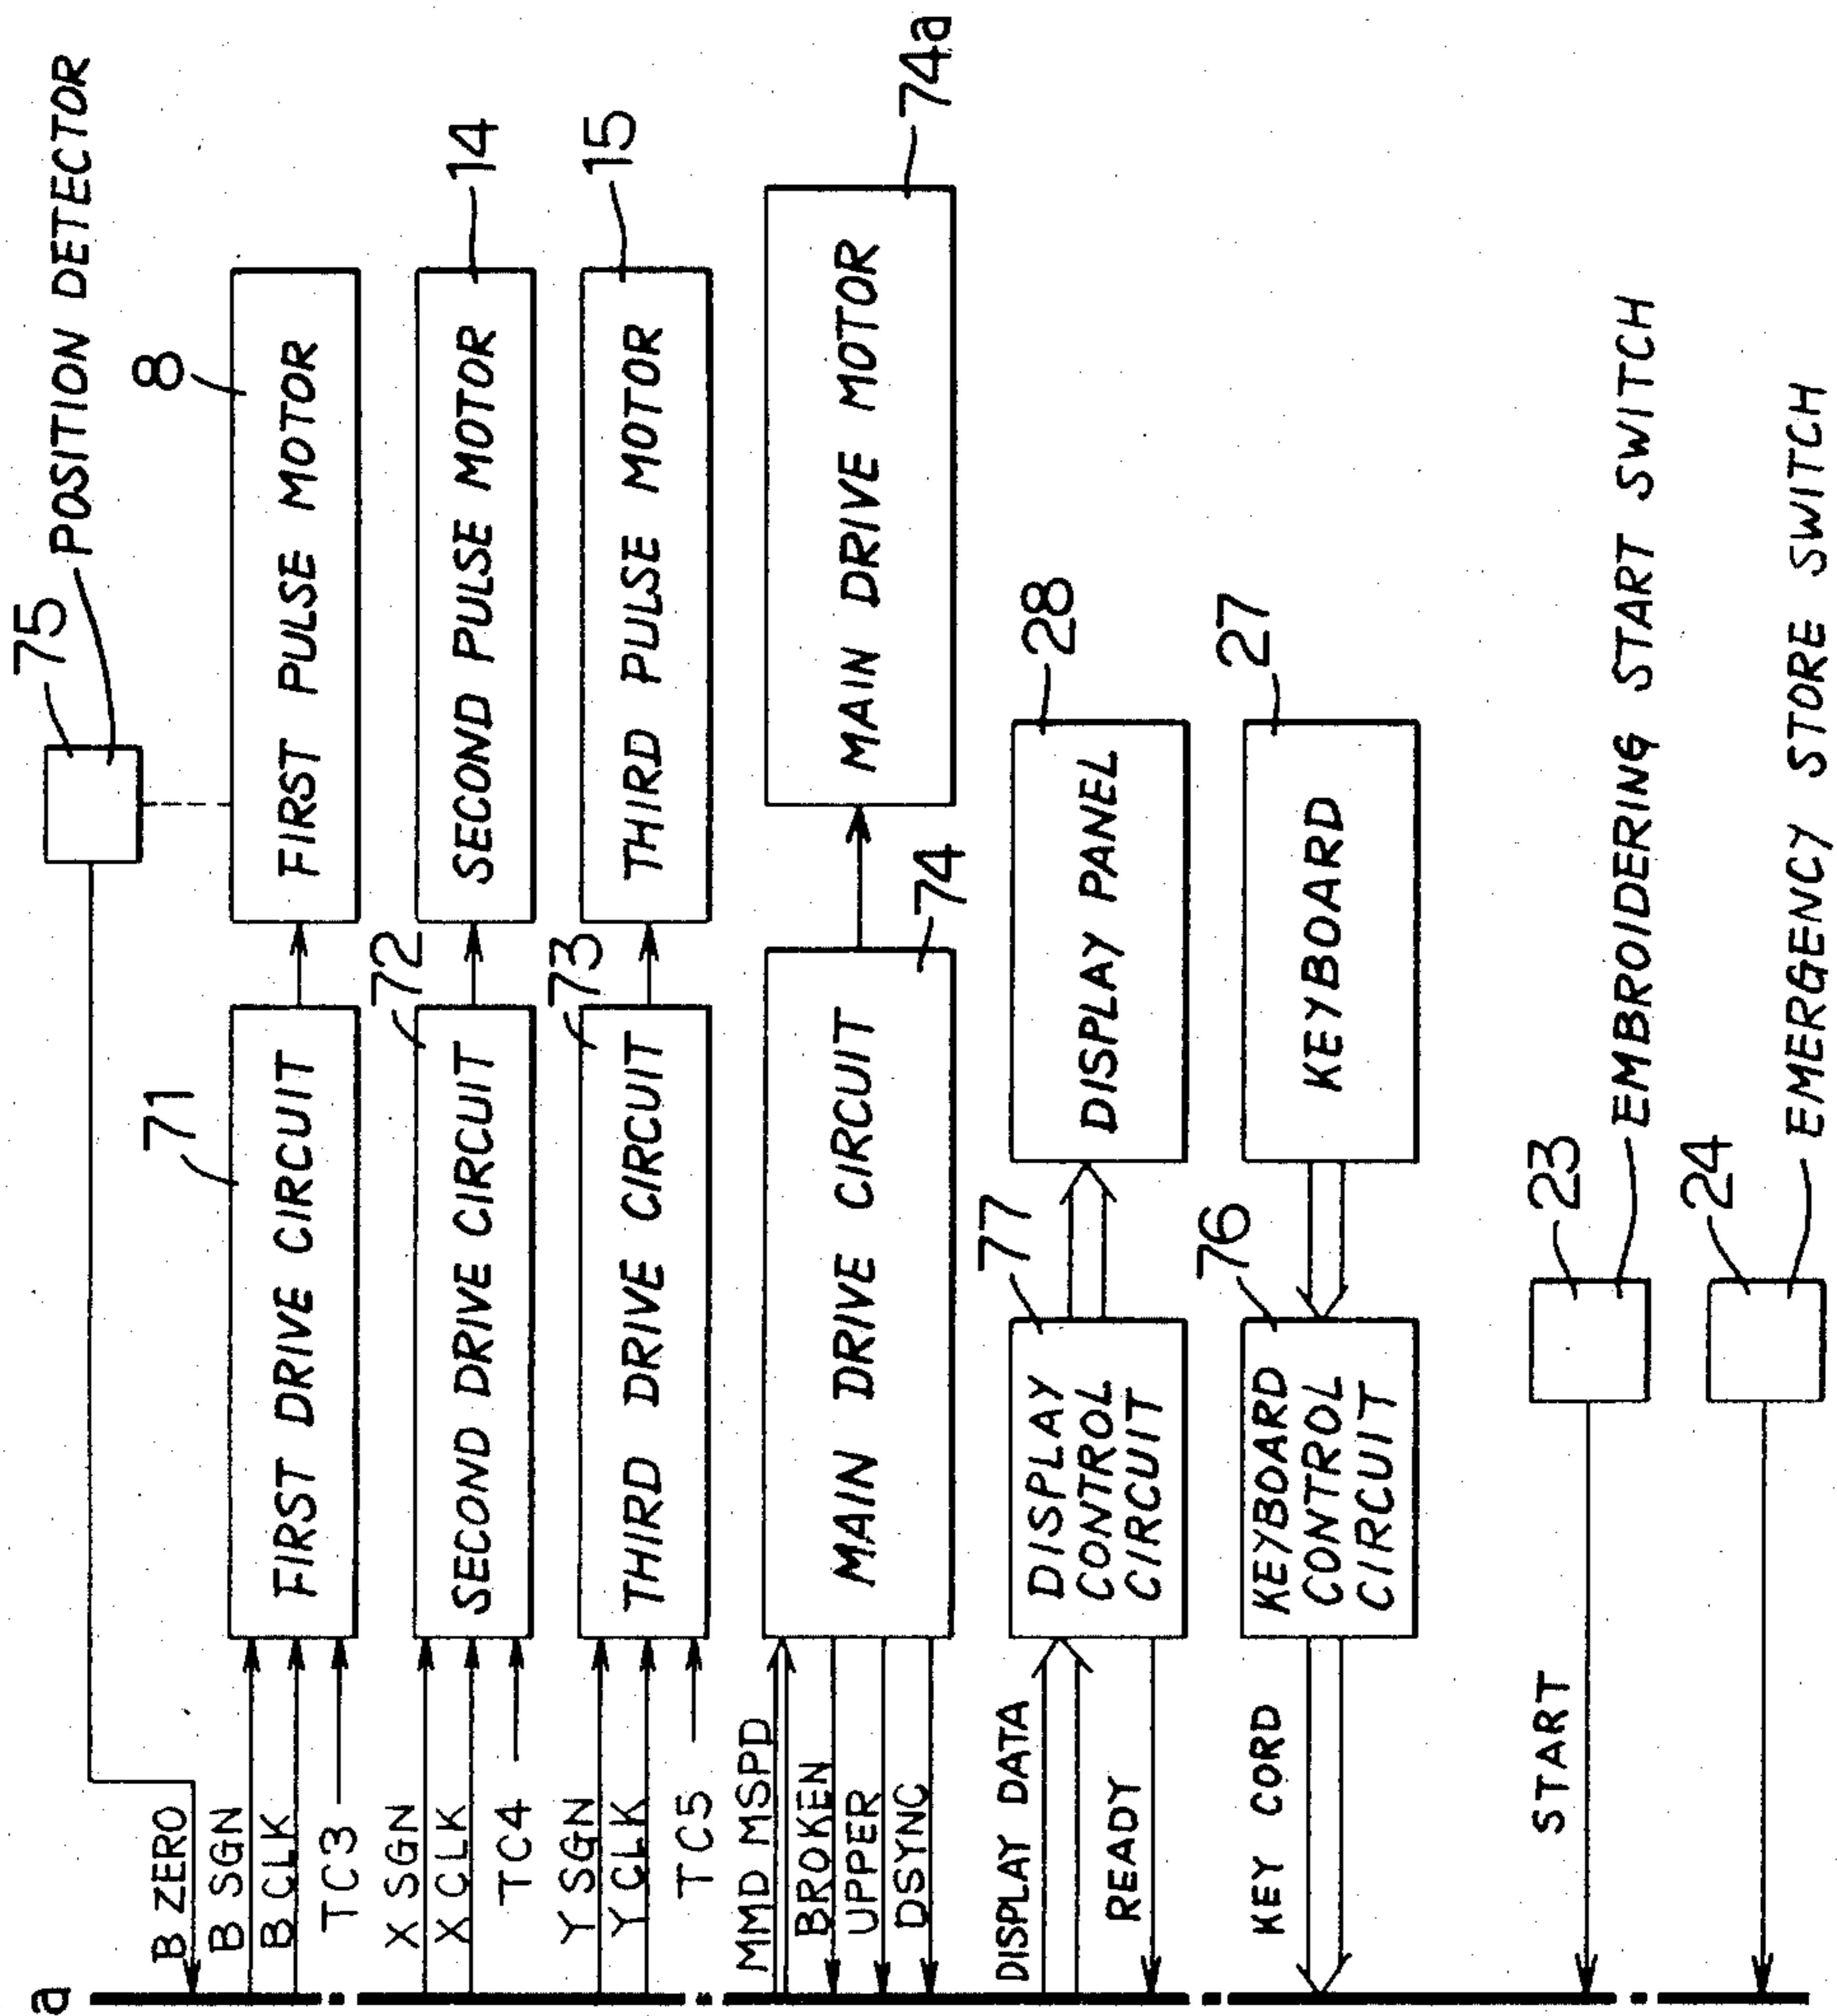 a
75
POSITION DETECTOR
B ZERO
B SGN
B CLK
TC3
71
FIRST DRIVE CIRCUIT
8
FIRST PULSE MOTOR
X SGN
X CLK
TC4
72
SECOND DRIVE CIRCUIT
14
SECOND PULSE MOTOR
Y SGN
Y CLK
TC5
73
THIRD DRIVE CIRCUIT
15
THIRD PULSE MOTOR
MMD MSPD
BROKEN
UPPER
DSYNC
74
MAIN DRIVE CIRCUIT
74a
MAIN DRIVE MOTOR
DISPLAY DATA
READY
77
DISPLAY
CONTROL
CIRCUIT
28
DISPLAY PANEL
KEY CORD
76
KEYBOARD
CONTROL
CIRCUIT
27
KEYBOARD
START
23
EMBROIDERING START SWITCH
24
EMERGENCY STORE SWITCH